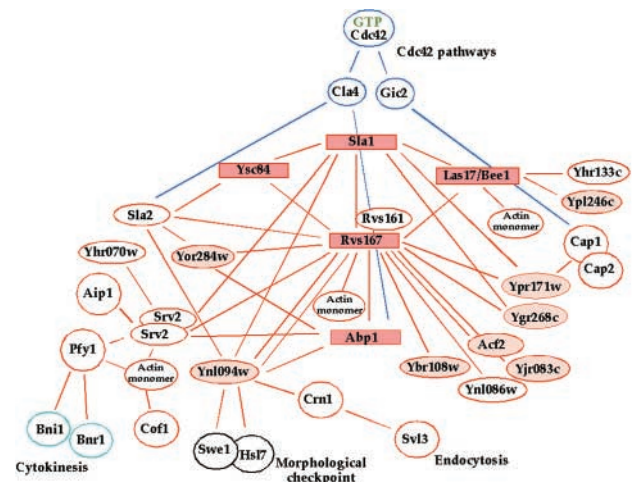 GTP
Cdc42
Cdc42 pathways
Cla4
Gic2
Sla1
Ysc84
Las17/Bee1
Yhr133c
Ypl246c
Sla2
Rvs161
Actin
monomer
Cap1
Cap2
Yhr070w
Yor284w
Rvs167
Ypr171w
Aip1
Actin
monomer
Srv2
Srv2
Ygr268c
Pfy1
Abp1
Acf2
Actin
monomer
Ynl094w
Ybr108w
Yjr083c
Ynl086w
Crn1
Bni1
Bnr1
Cof1
Swe1
Hsl7
Svl3
Cytokinesis
Morphological
checkpoint
Endocytosis